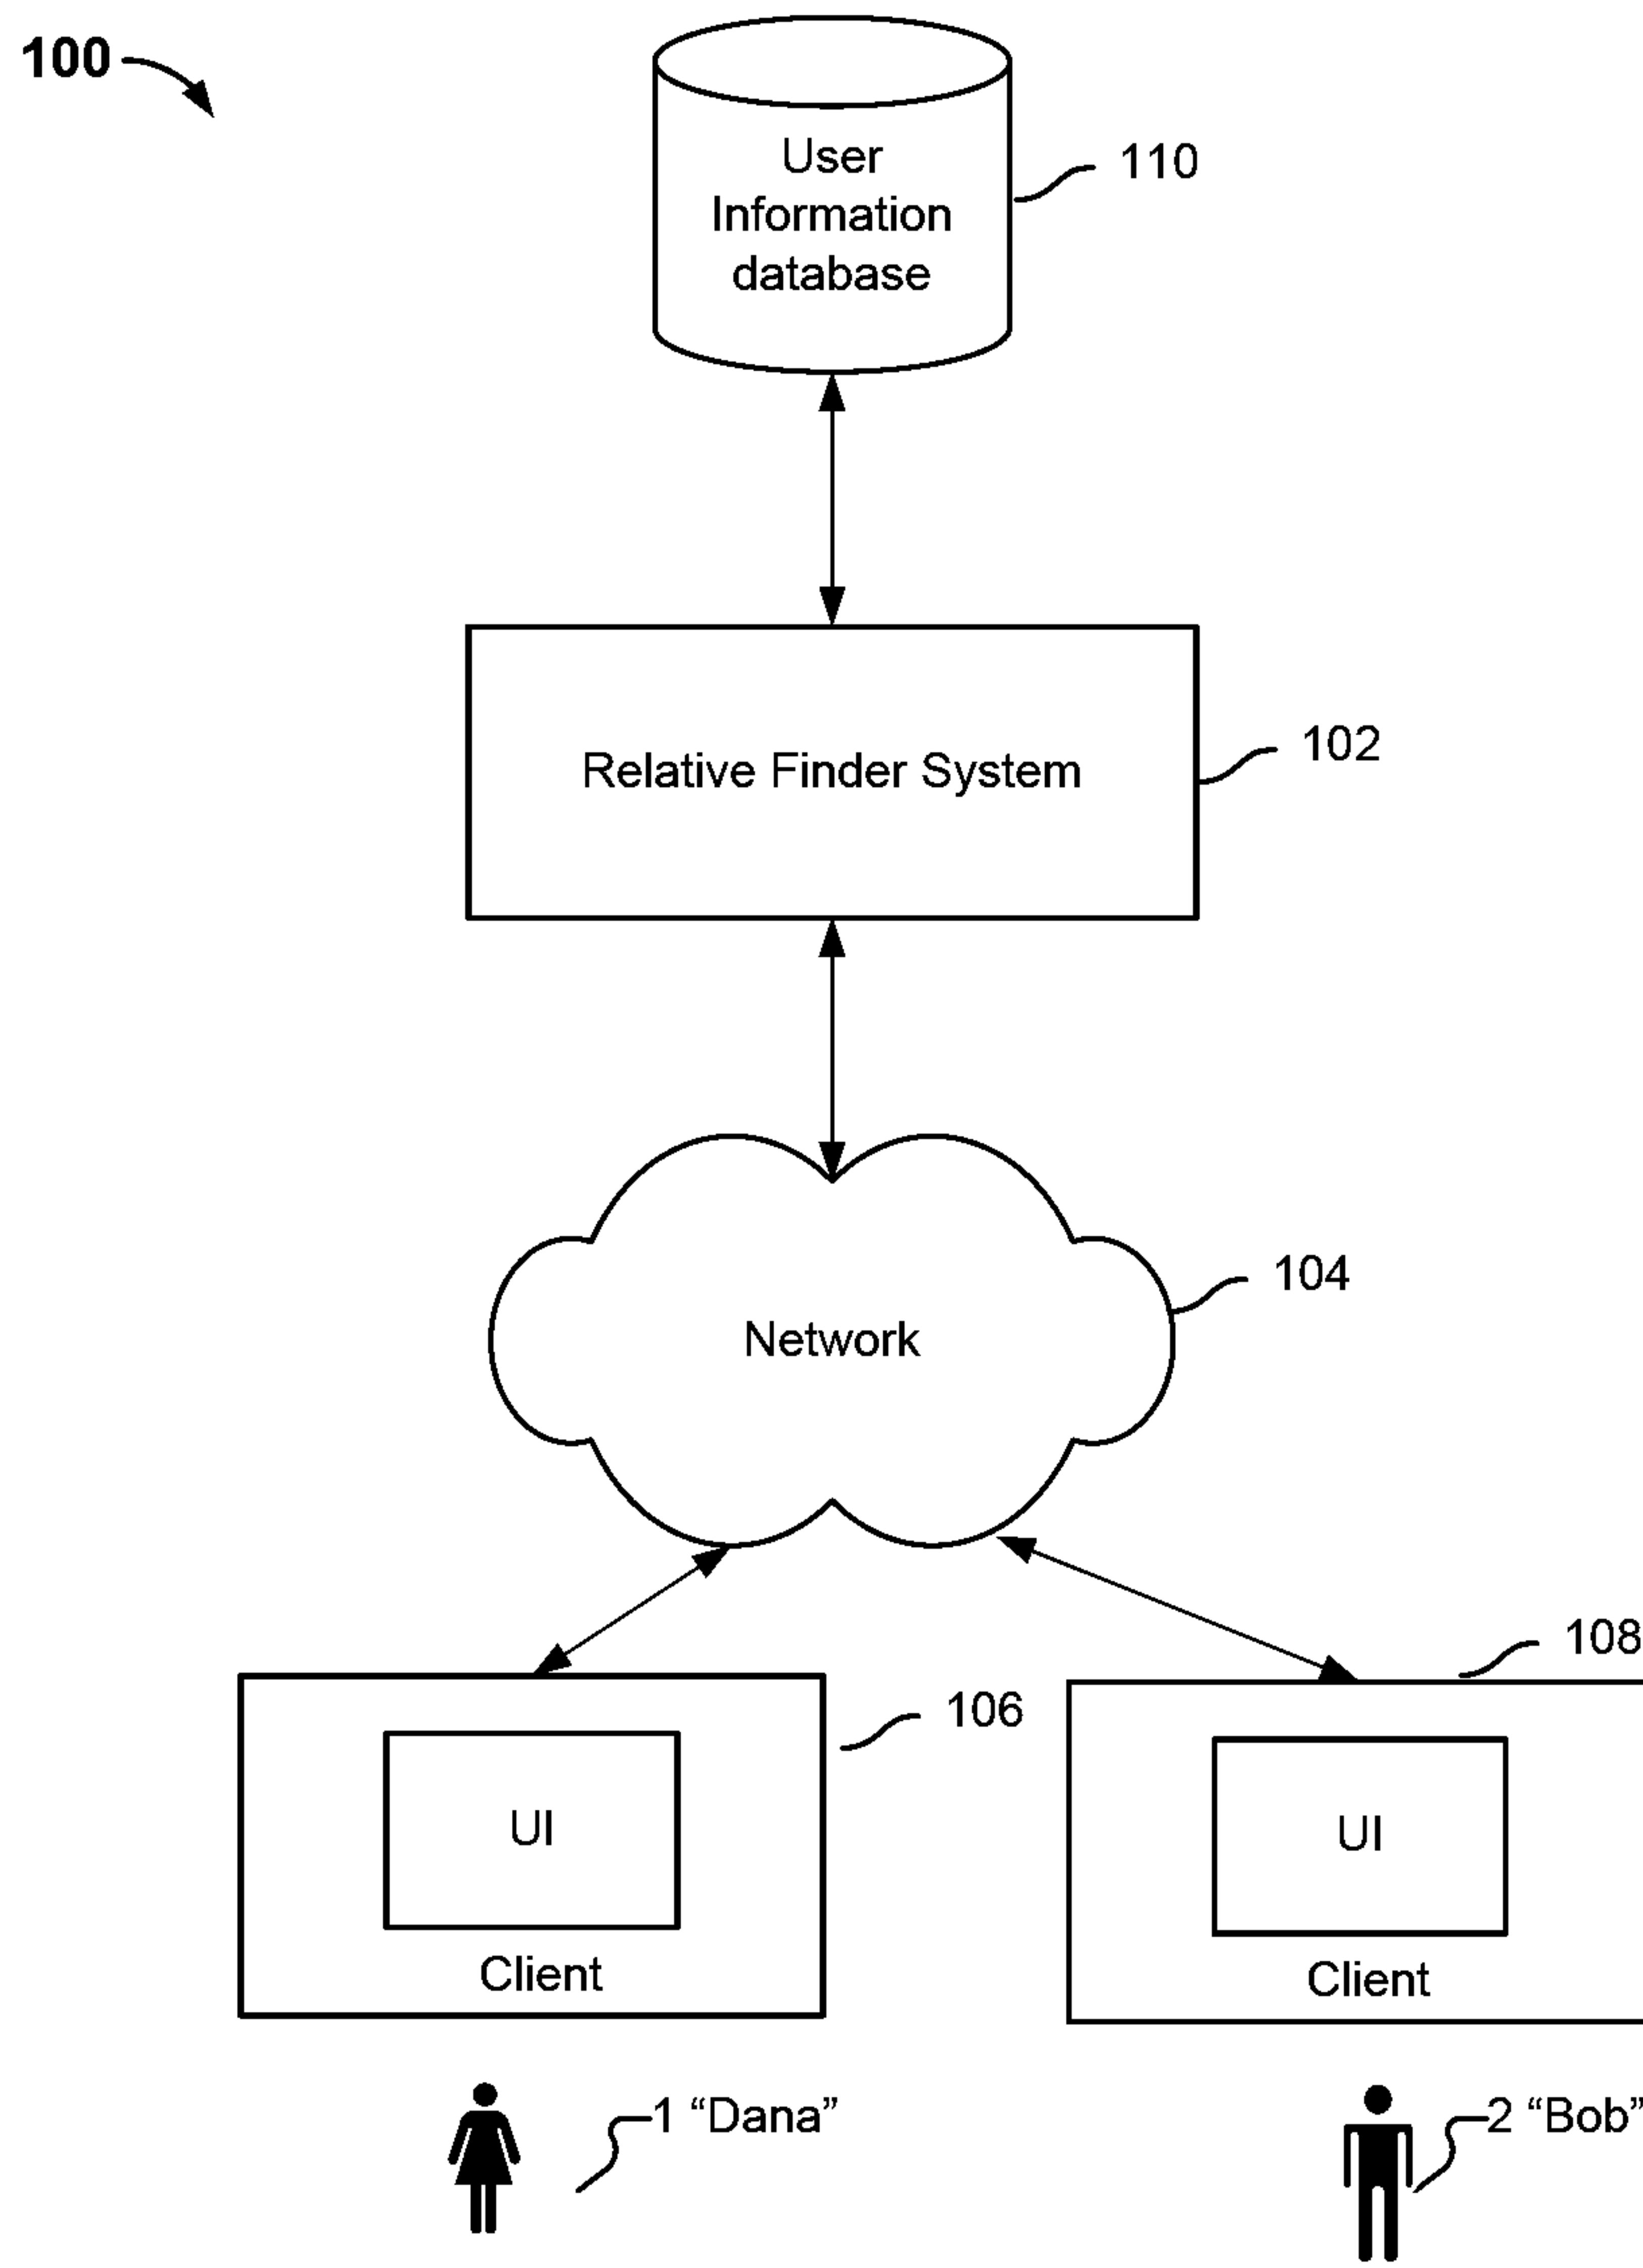 100
User
Information
database
110
Relative Finder System
102
Network
104
108
106
UI
UI
Client
Client
1 “Dana”
2 “Bob”